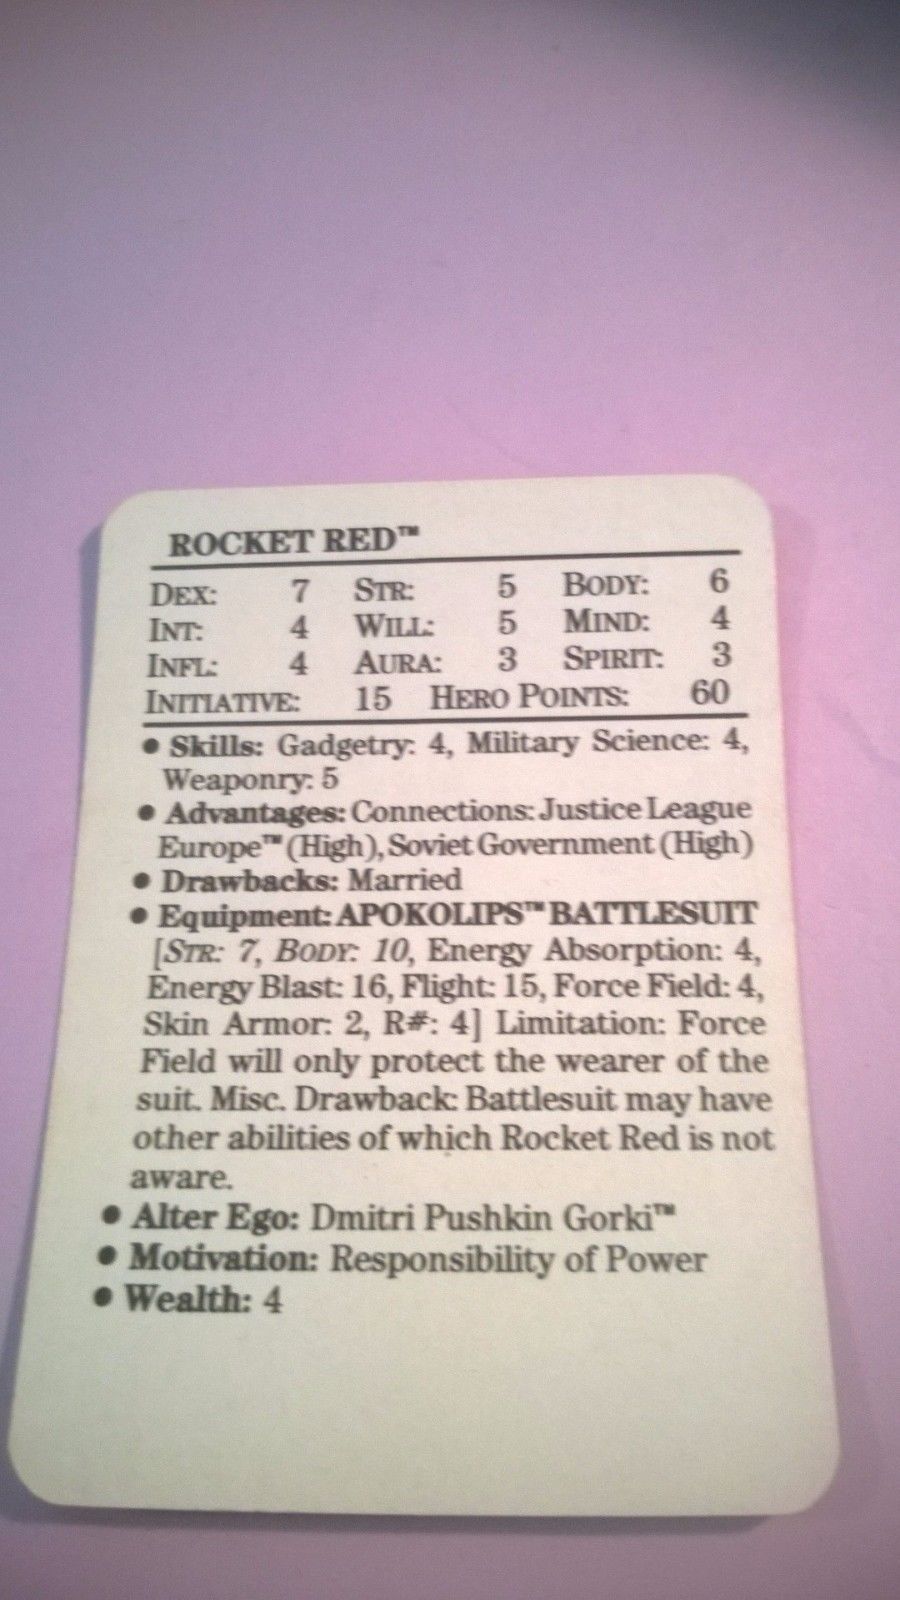 ROCKET RED™
DEX: 7 STR: 5 BODY: 6
INT: 4 WILL: 5 MIND: 4
INFL: 4 AURA: 3 SPIRIT: 3
INITIATIVE: 15 HERO POINTS: 60
• Skills: Gadgetry: 4, Military Science: 4,
Weaponry: 5
• Advantages: Connections: Justice League
Europe™ (High), Soviet Government (High)
• Drawbacks: Married
• Equipment: APOKOLIPS™ BATTLESUIT
[STR: 7, BODY: 10, Energy Absorption: 4,
Energy Blast: 16, Flight: 15, Force Field: 4,
Skin Armor: 2, R#: 4] Limitation: Force
Field will only protect the wearer of the
suit. Misc. Drawback: Battlesuit may have
other abilities of which Rocket Red is not
aware.
• Alter Ego: Dmitri Pushkin Gorki™
• Motivation: Responsibility of Power
• Wealth: 4